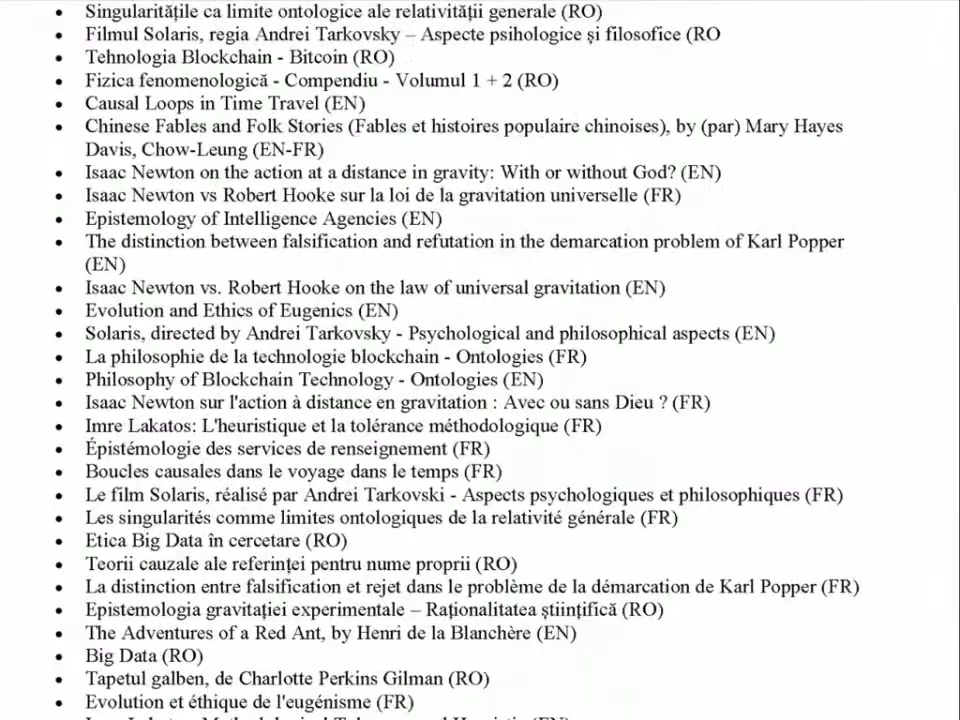 • Singularitățile ca limite ontologice ale relativității generale (RO)
• Filmul Solaris, regia Andrei Tarkovsky – Aspecte psihologice și filosofice (RO
• Tehnologia Blockchain - Bitcoin (RO)
• Fizica fenomenologică - Compendiu - Volumul 1 + 2 (RO)
• Causal Loops in Time Travel (EN)
• Chinese Fables and Folk Stories (Fables et histoires populaire chinoises), by (par) Mary Hayes
Davis, Chow-Leung (EN-FR)
• Isaac Newton on the action at a distance in gravity: With or without God? (EN)
• Isaac Newton vs Robert Hooke sur la loi de la gravitation universelle (FR)
• Epistemology of Intelligence Agencies (EN)
• The distinction between falsification and refutation in the demarcation problem of Karl Popper
(EN)
• Isaac Newton vs. Robert Hooke on the law of universal gravitation (EN)
• Evolution and Ethics of Eugenics (EN)
• Solaris, directed by Andrei Tarkovsky - Psychological and philosophical aspects (EN)
• La philosophie de la technologie blockchain - Ontologies (FR)
• Philosophy of Blockchain Technology - Ontologies (EN)
• Isaac Newton sur l'action à distance en gravitation : Avec ou sans Dieu ? (FR)
• Imre Lakatos: L'heuristique et la tolérance méthodologique (FR)
• Épistémologie des services de renseignement (FR)
• Boucles causales dans le voyage dans le temps (FR)
• Le film Solaris, réalisé par Andrei Tarkovski - Aspects psychologiques et philosophiques (FR)
• Les singularités comme limites ontologiques de la relativité générale (FR)
• Etica Big Data în cercetare (RO)
• Teorii cauzale ale referinței pentru nume proprii (RO)
• La distinction entre falsification et rejet dans le problème de la démarcation de Karl Popper (FR)
• Epistemologia gravitației experimentale – Raționalitatea științifică (RO)
• The Adventures of a Red Ant, by Henri de la Blanchère (EN)
• Big Data (RO)
• Tapetul galben, de Charlotte Perkins Gilman (RO)
• Evolution et éthique de l'eugénisme (FR)